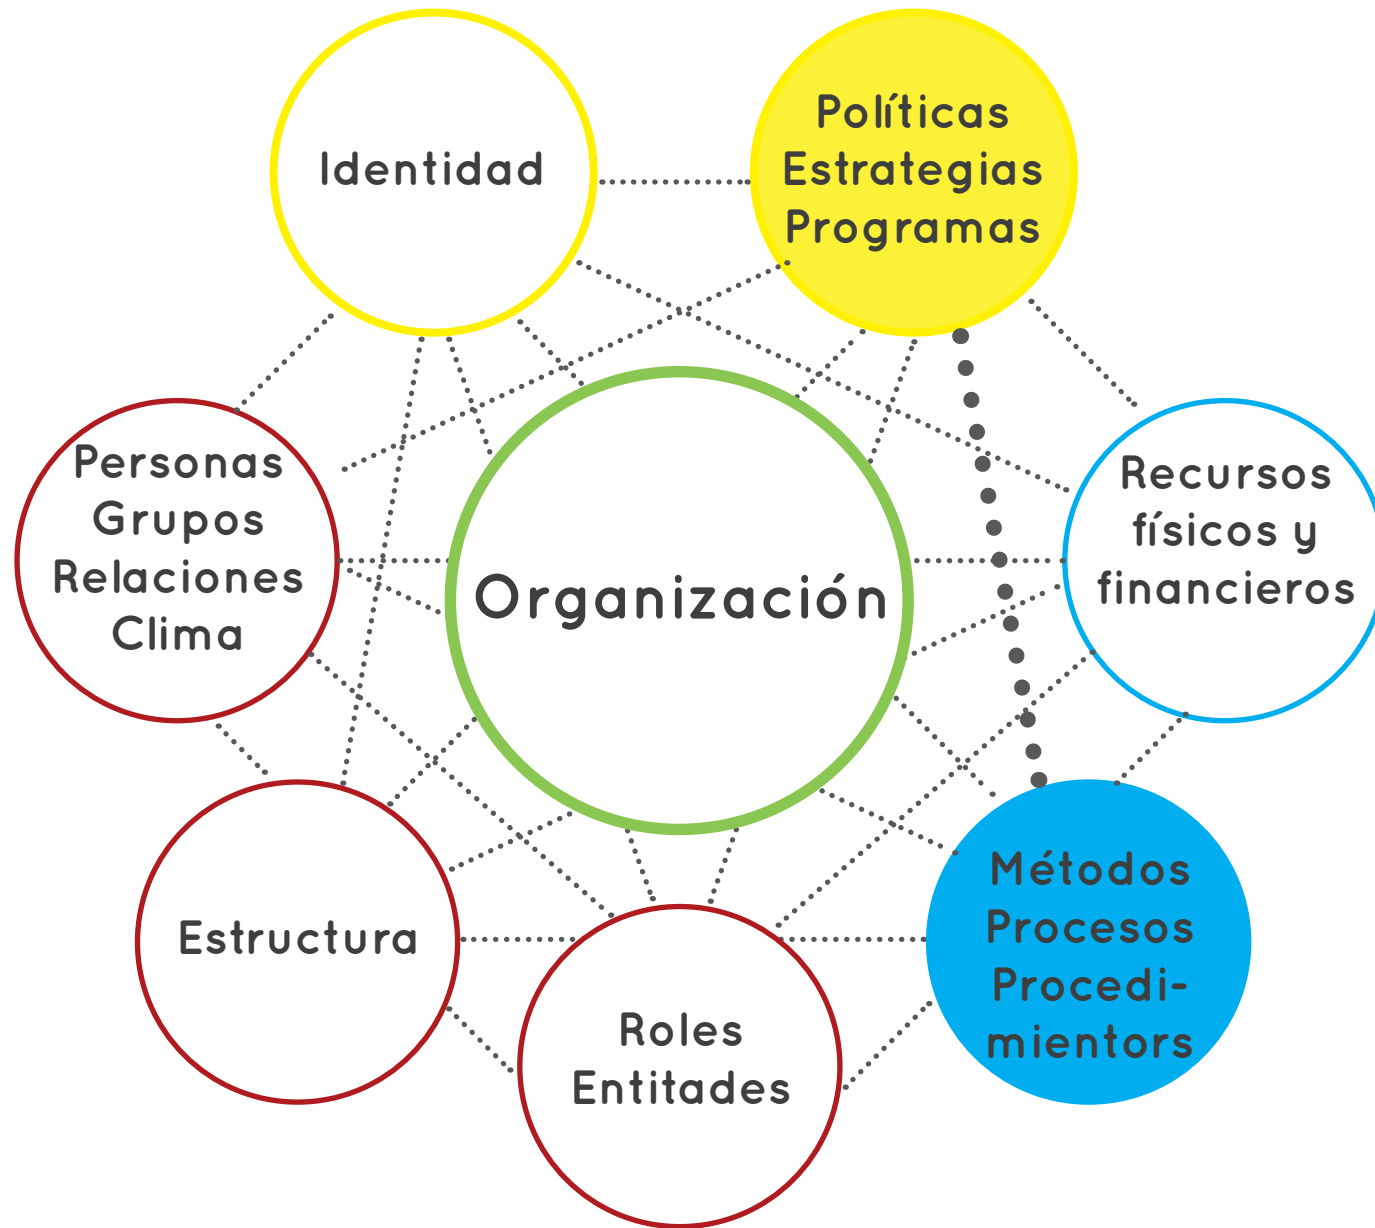 Identidad
Políticas
Estrategias
Programas
Personas
Grupos
Relaciones
Clima
Organización
Recursos
físicos y
financieros
Estructura
Roles
Entitades
Métodos
Procesos
Procedi-
mientors